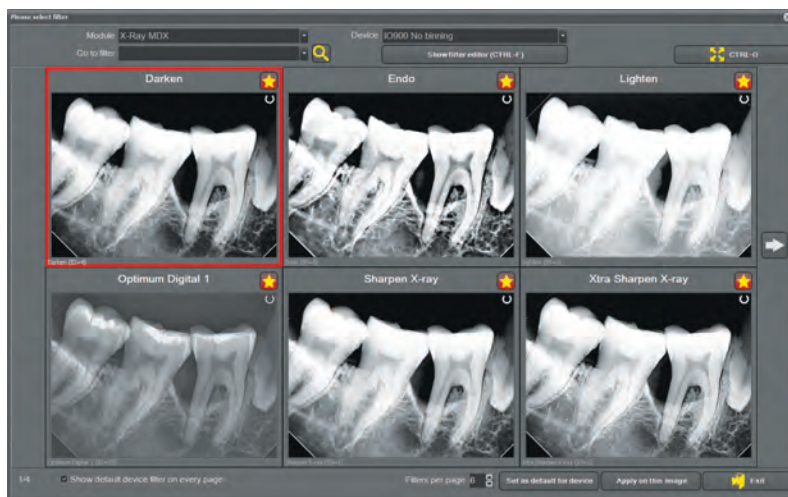 Please select filter
Module X-Ray MDX Device IO900 No binning
Go to filter Show filter editor (CTRL-F) CTRL-O
Darken Endo Lighten
Optimum Digital 1 Sharpen X-ray Xtra Sharpen X-ray
1/4 Show default device filter on every page Filters per page 6 Set as default for device Apply on this image Exit